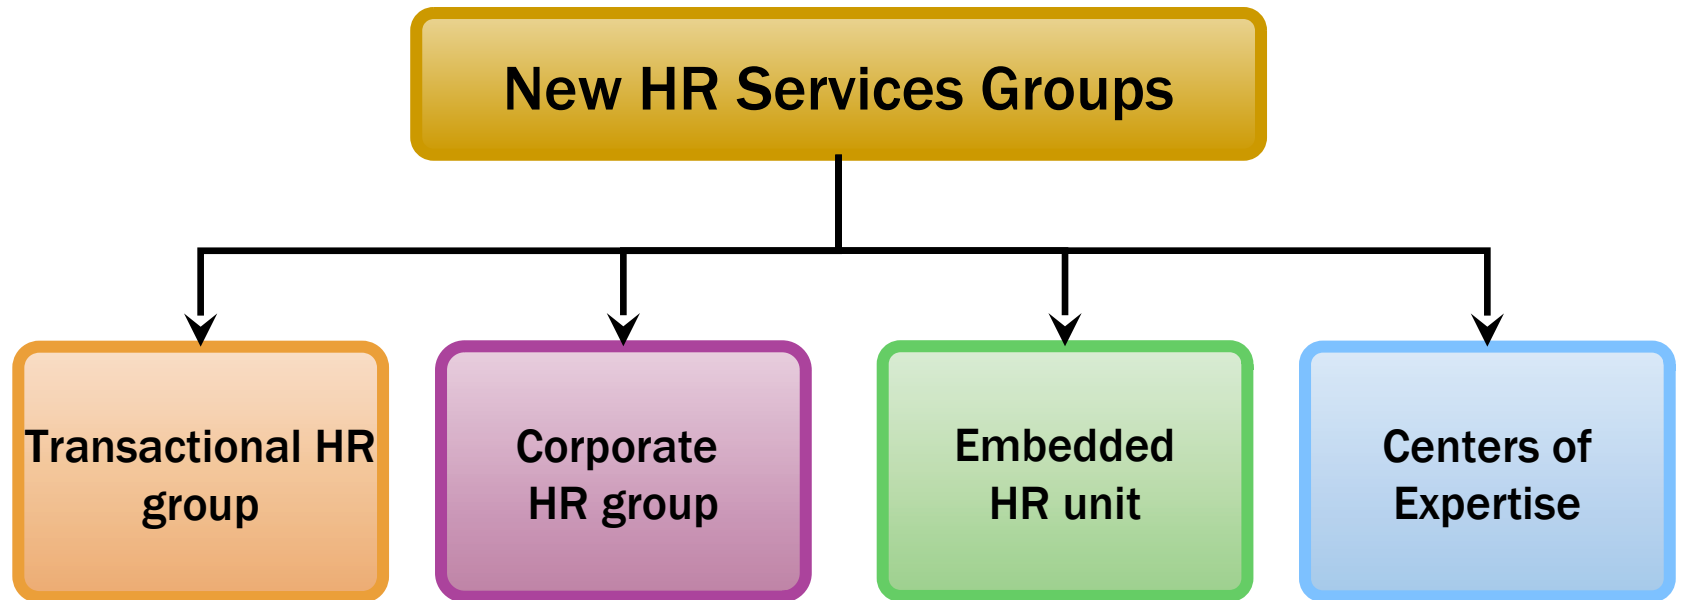 New HR Services Groups
Transactional HR
group
Corporate
HR group
Embedded
HR unit
Centers of
Expertise